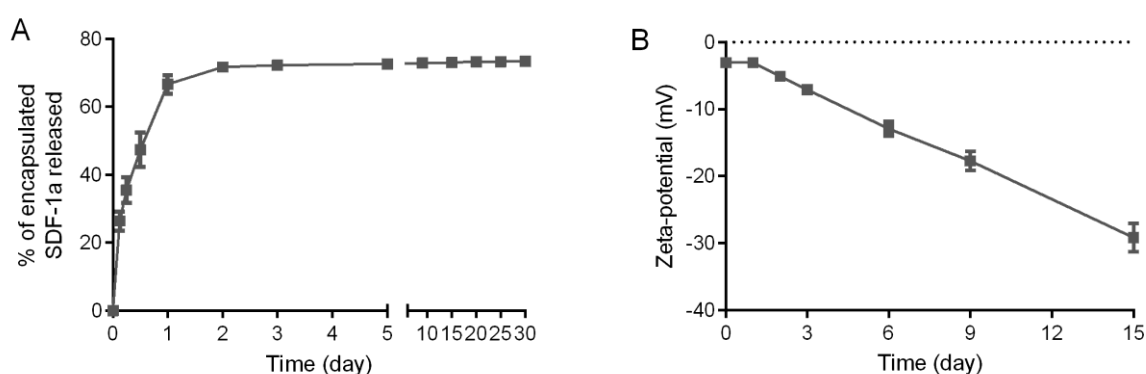 A
% of encapsulated
SDF-1a released
80
60
40
20
0
0 1 2 3 4 5 10 15 20 25 30
Time (day)
B
Zeta-potential (mV)
0
-10
-20
-30
-40
0 3 6 9 12 15
Time (day)